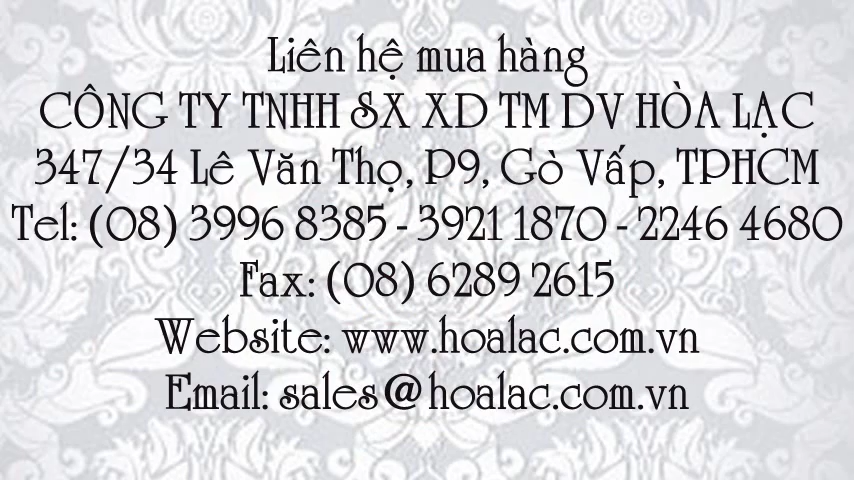 Liên hệ mua hàng
CÔNG TY TNHH SX XD TM DV HÒA LẠC
347/34 Lê Văn Thọ, P9, Gò Vấp, TPHCM
Tel: (08) 3996 8385 - 3921 1870 - 2246 4680
Fax: (08) 6289 2615
Website: www.hoalac.com.vn
Email: sales@hoalac.com.vn